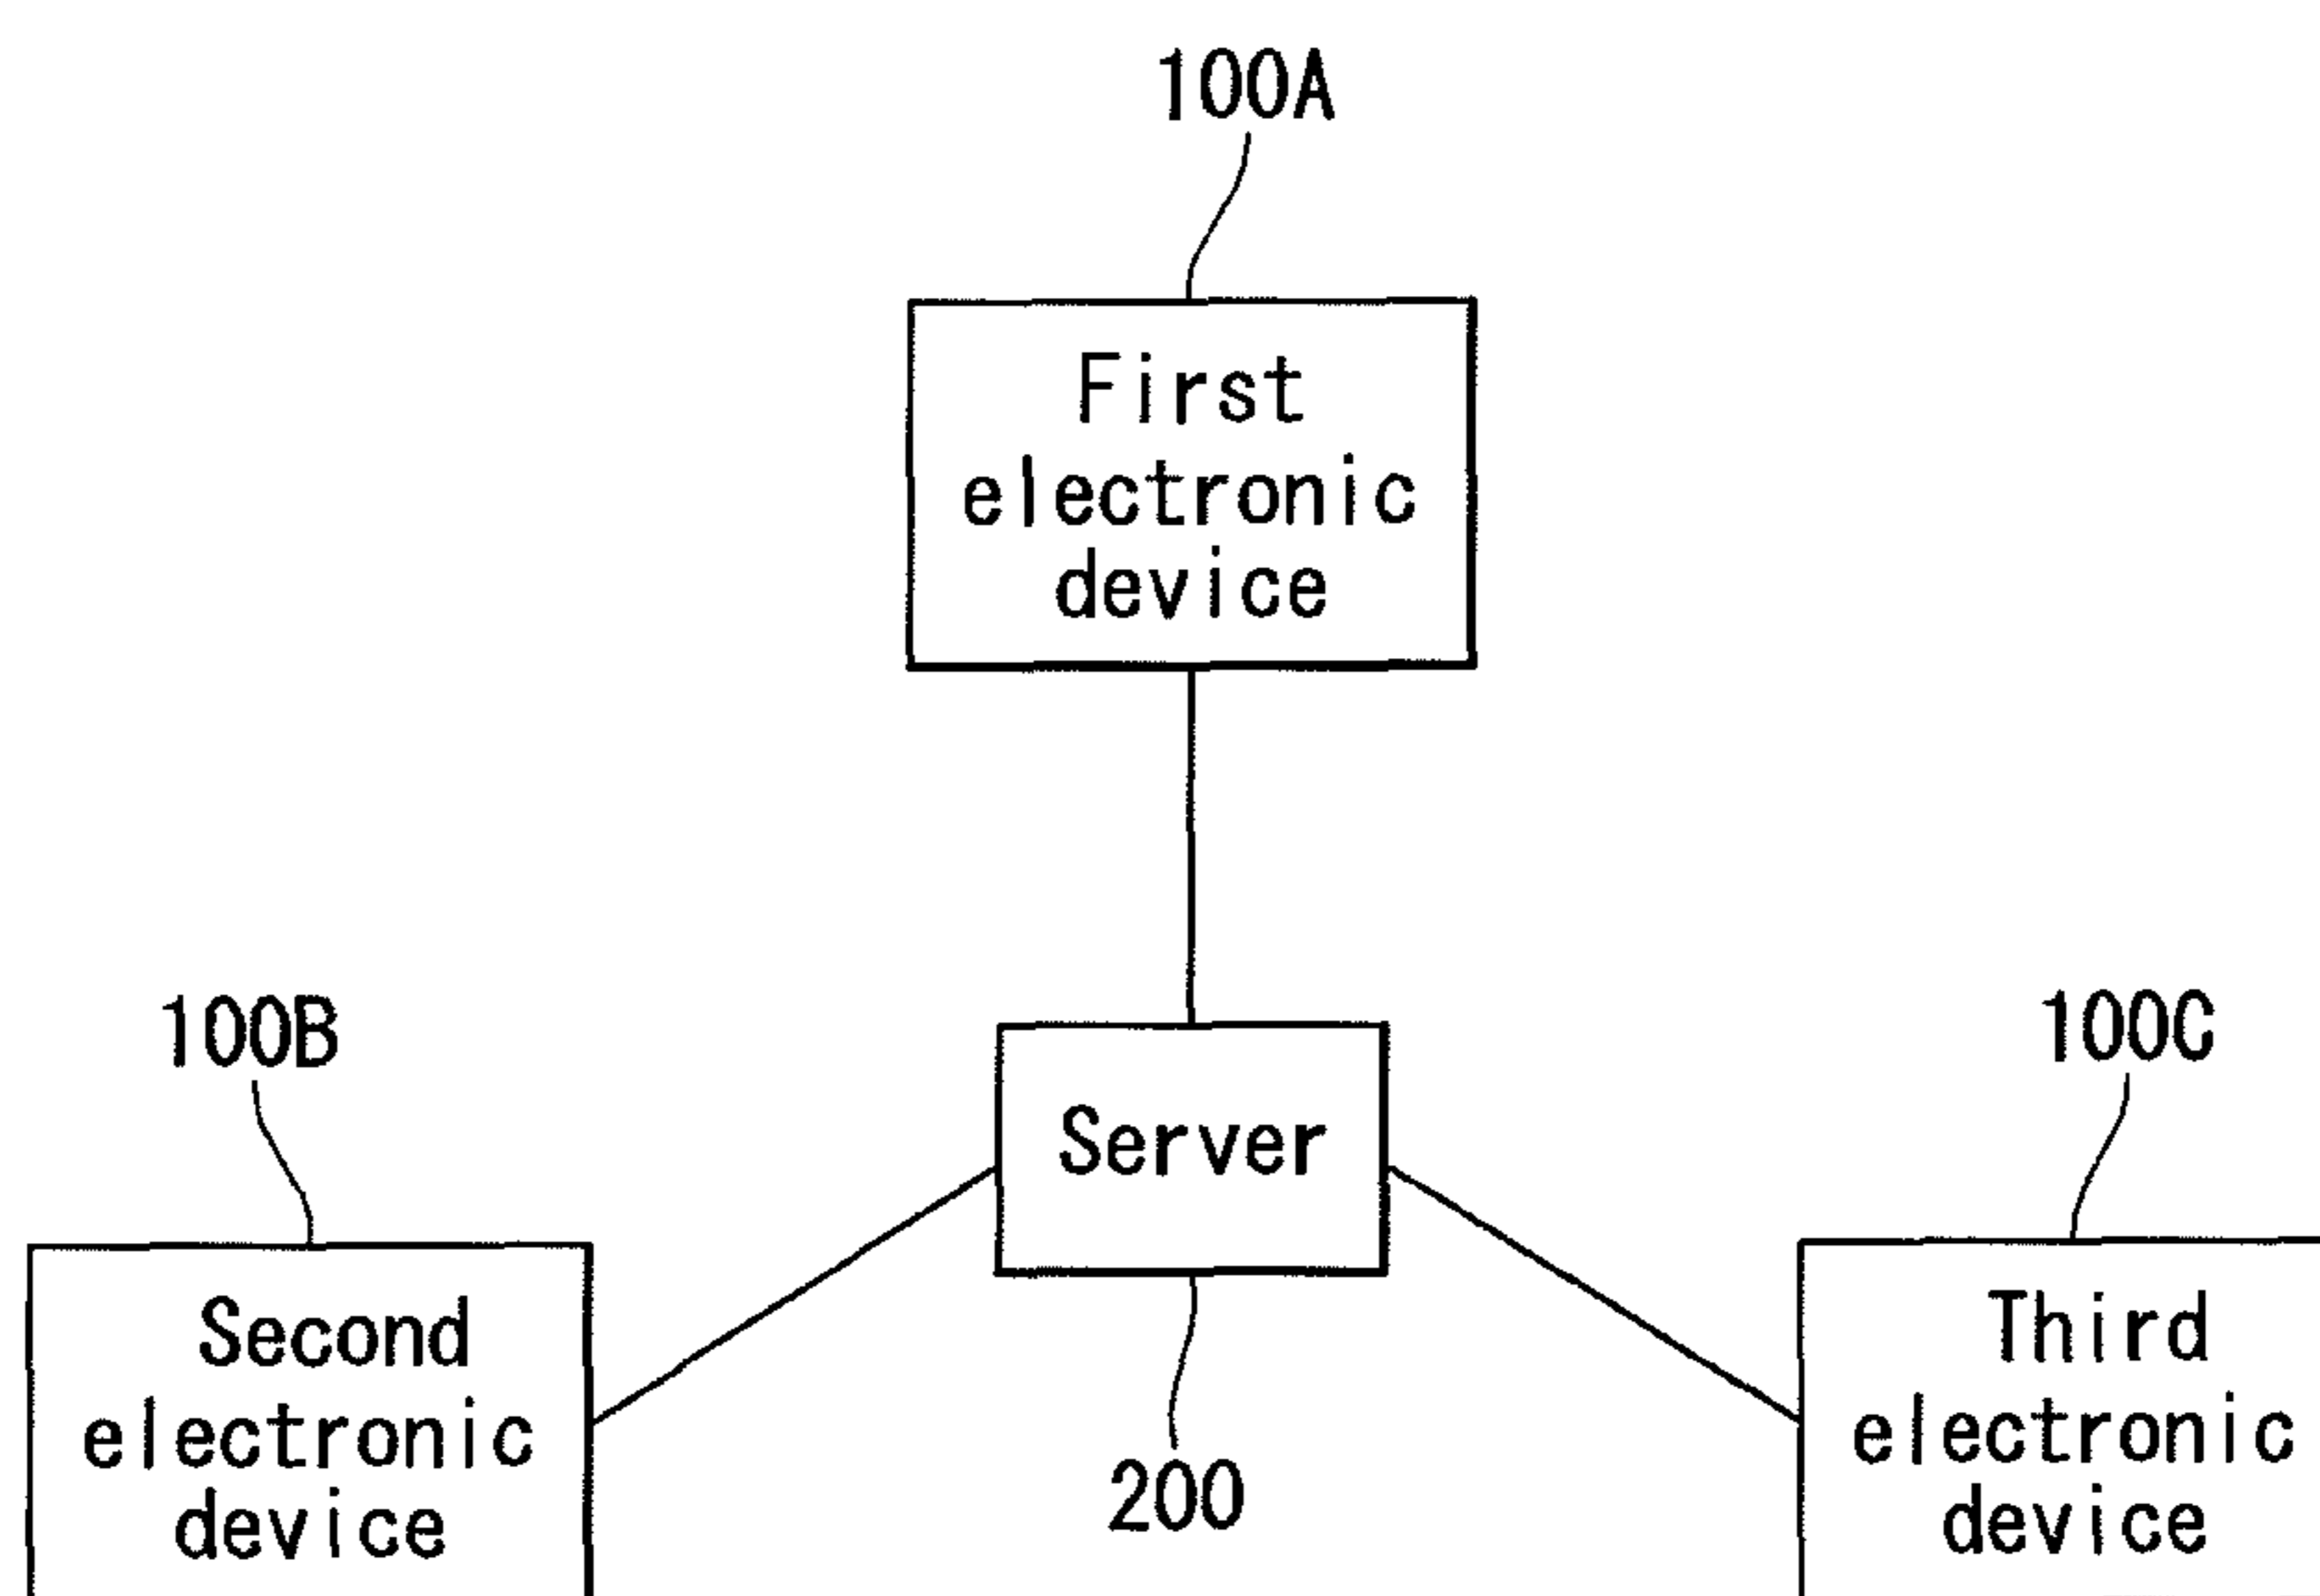 100A
First
electronic
device
100B
100C
Server
Second
electronic
device
Third
electronic
device
200